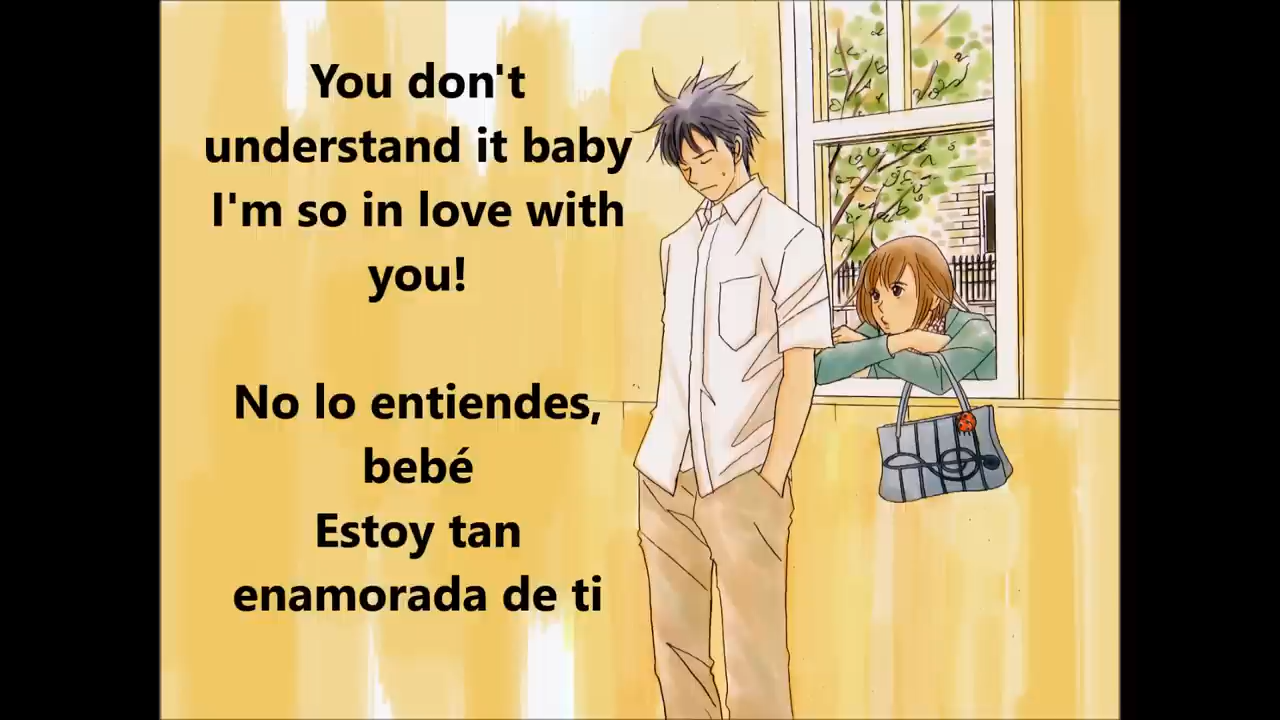 You don't
understand it baby
I'm so in love with
you!
No lo entiendes,
bebé
Estoy tan
enamorada de ti